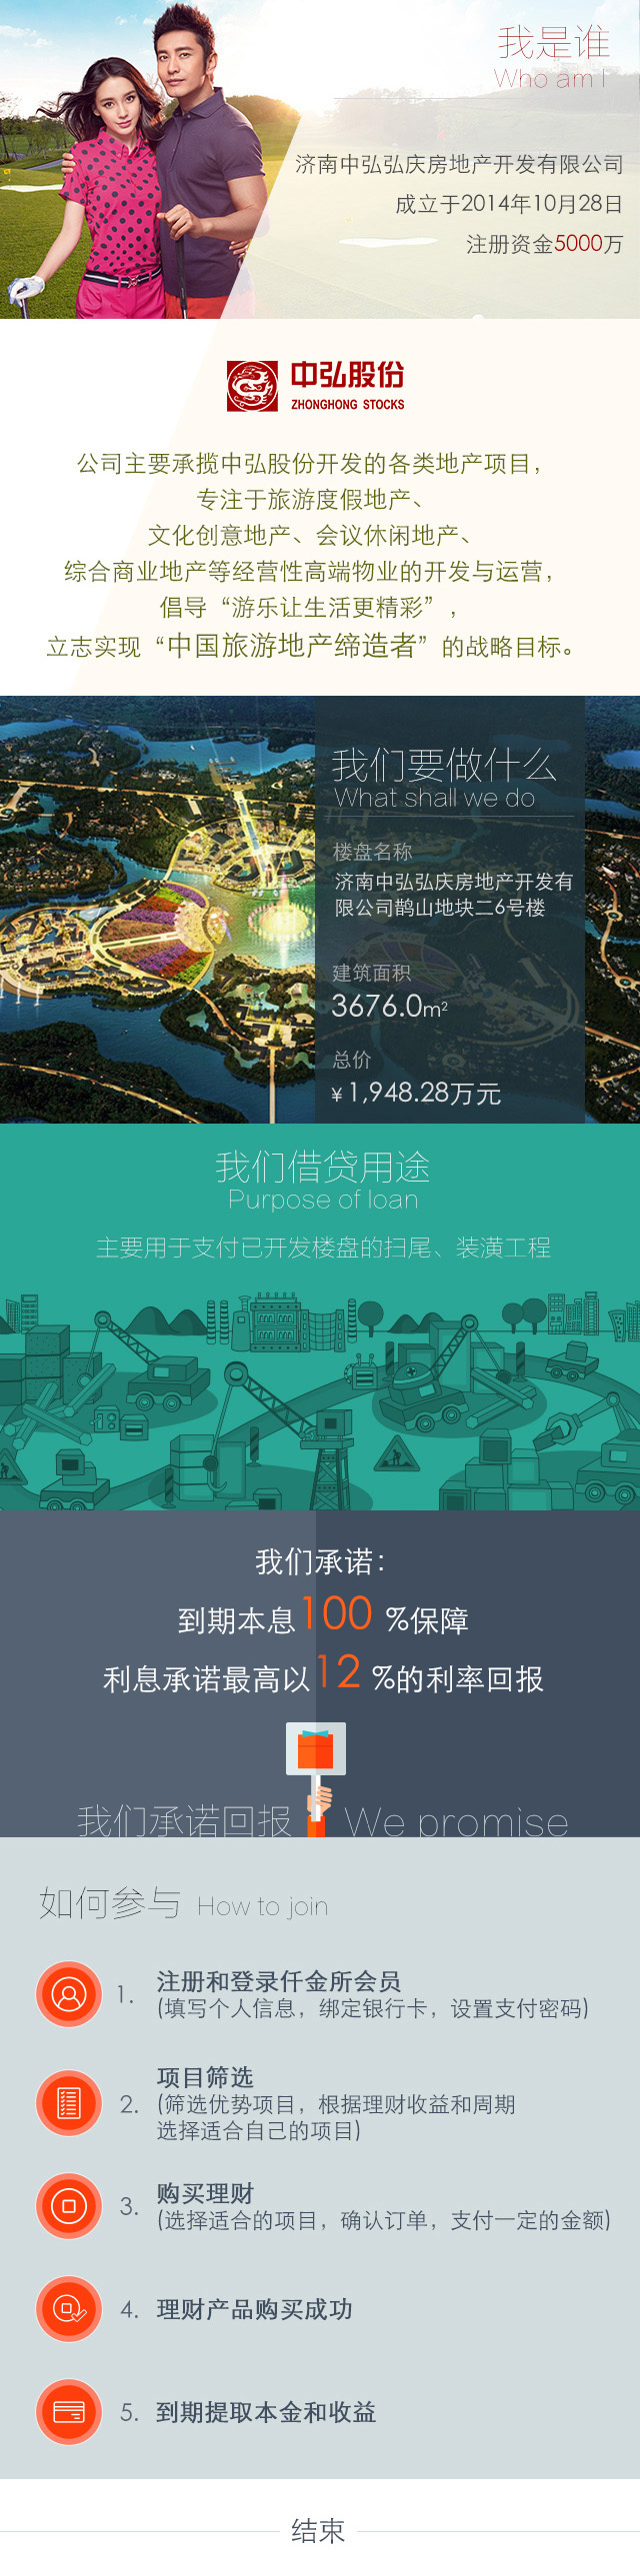 我是谁
Who am I
济南中弘弘庆房地产开发有限公司
成立于2014年10月28日
注册资金5000万
中弘股份
ZHONGHONG STOCKS
公司主要承揽中弘股份开发的各类地产项目，
专注于旅游度假地产、
文化创意地产、会议休闲地产、
综合商业地产等经营性高端物业的开发与运营，
倡导“游乐让生活更精彩”，
立志实现“中国旅游地产缔造者”的战略目标。
我们要做什么
What shall we do
楼盘名称
济南中弘弘庆房地产开发有
限公司鹊山地块二6号楼
建筑面积
3676.0m²
总价
¥1,948.28万元
我们借贷用途
Purpose of loan
主要用于支付已开发楼盘的扫尾、装潢工程
我们承诺：
到期本息100 %保障
利息承诺最高以12 %的利率回报
我们承诺回报 We promise
如何参与 How to join
1. 注册和登录仟金所会员
(填写个人信息，绑定银行卡，设置支付密码)
项目筛选
2. (筛选优势项目，根据理财收益和周期
选择适合自己的项目)
3. 购买理财
(选择适合的项目，确认订单，支付一定的金额)
4. 理财产品购买成功
5. 到期提取本金和收益
结束